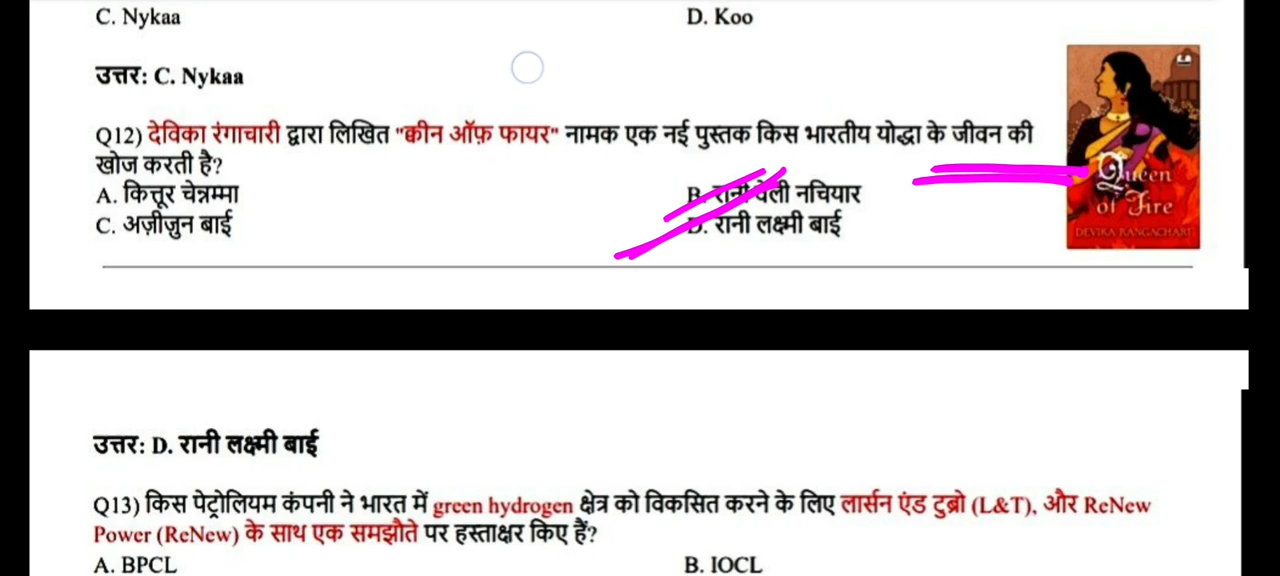 C. Nykaa
D. Koo
उत्तर: C. Nykaa
Q12) देविका रंगाचारी द्वारा लिखित "क्वीन ऑफ़ फायर" नामक एक नई पुस्तक किस भारतीय योद्धा के जीवन की
खोज करती है?
A. कित्तूर चेन्नम्मा
B. रानी वेली नचियार
C. अज़ीज़ुन बाई
D. रानी लक्ष्मी बाई
Queen
of Fire
DEVIKA RANGACHARI
उत्तर: D. रानी लक्ष्मी बाई
Q13) किस पेट्रोलियम कंपनी ने भारत में green hydrogen क्षेत्र को विकसित करने के लिए लार्सन एंड टुब्रो (L&T), और ReNew
Power (ReNew) के साथ एक समझौते पर हस्ताक्षर किए हैं?
A. BPCL
B. IOCL